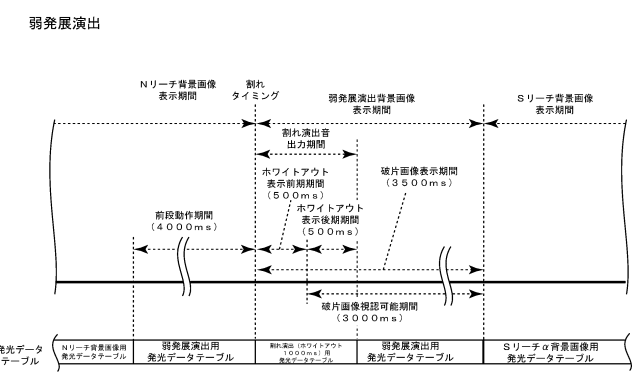 弱発展演出
Nリーチ背景画像
表示期間
割れ
タイミング
弱発展演出背景画像
表示期間
Sリーチ背景画像
表示期間
割れ演出音
出力期間
ホワイトアウト
表示前期期間
(500ms)
破片画像表示期間
(3500ms)
ホワイトアウト
表示後期期間
(500ms)
前段動作期間
(4000ms)
破片画像視認可能期間
(3000ms)
発光データ
テーブル
Nリーチ背景画像用
発光データテーブル
弱発展演出用
発光データテーブル
割れ演出(ホワイトアウト
1000ms)用
発光データテーブル
弱発展演出用
発光データテーブル
Sリーチα背景画像用
発光データテーブル